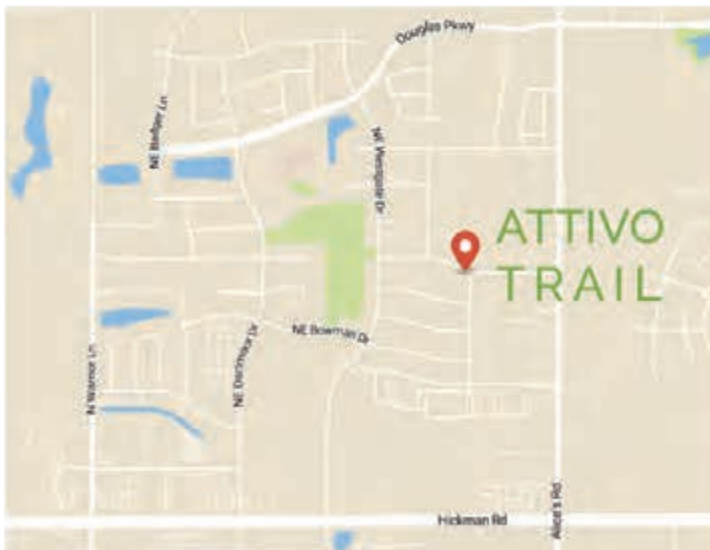 Douglas Pkwy
NE Badger Ln
NE Westgate Dr
ATTIVO
TRAIL
NE Bowman Dr
NE Dartmoor Dr
N Warrior Ln
Hickman Rd
Alice's Rd